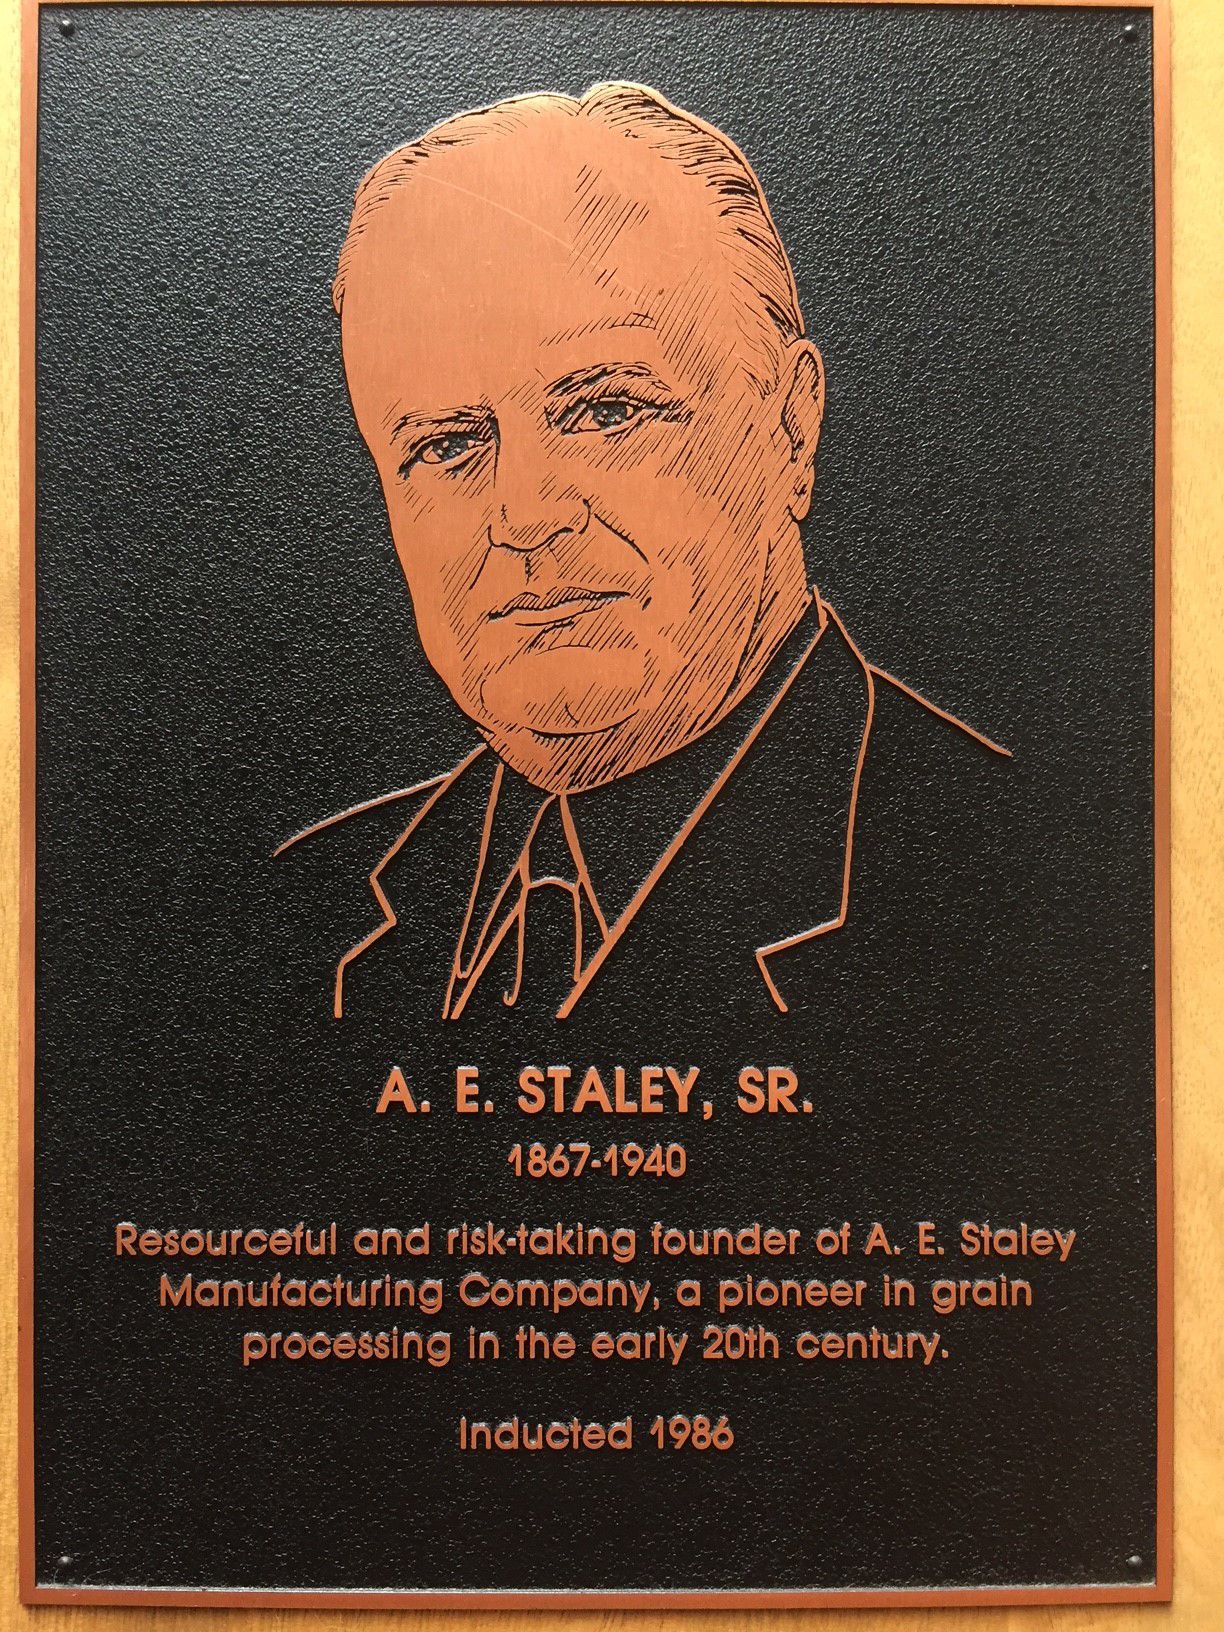 A. E. STALEY, SR.
1867-1940
Resourceful and risk-taking founder of A. E. Staley
Manufacturing Company, a pioneer in grain
processing in the early 20th century.
Inducted 1986